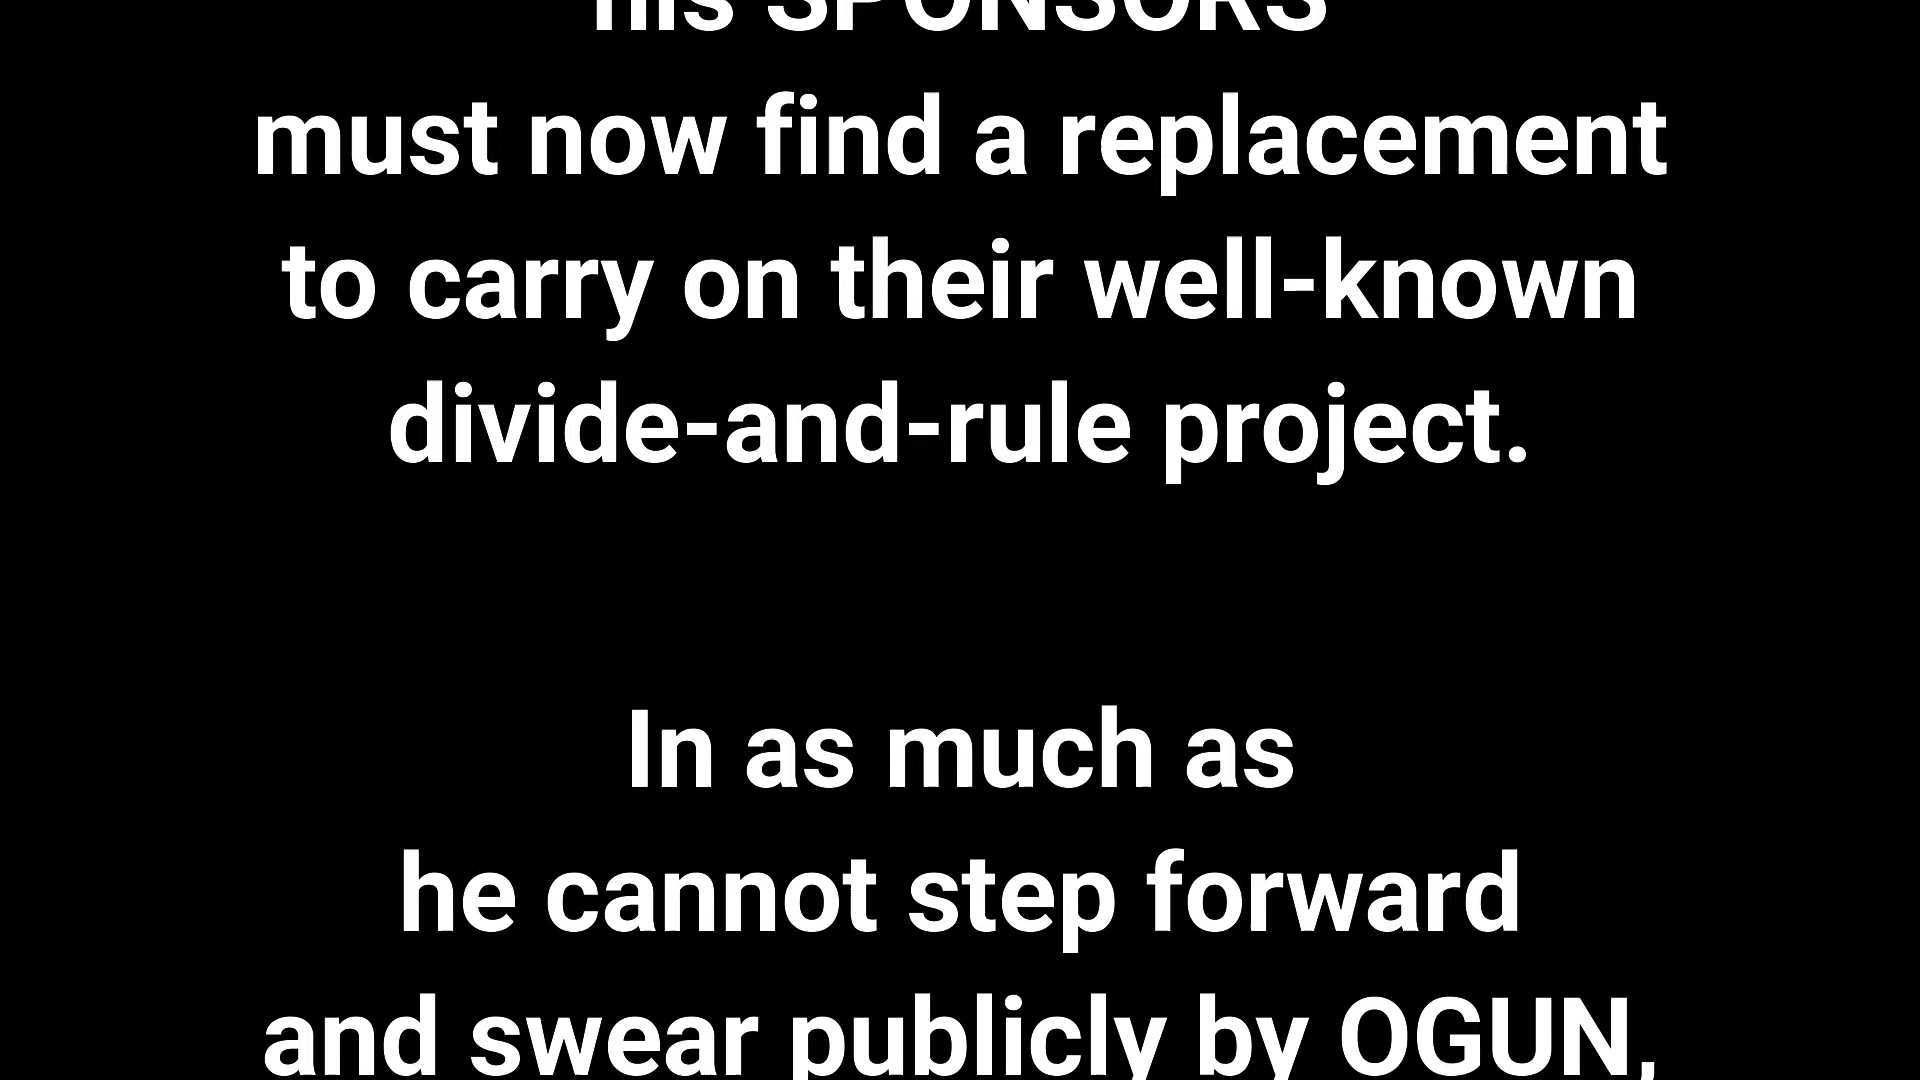 his SPONSORS
must now find a replacement
to carry on their well-known
divide-and-rule project.
In as much as
he cannot step forward
and swear publicly by OGUN,